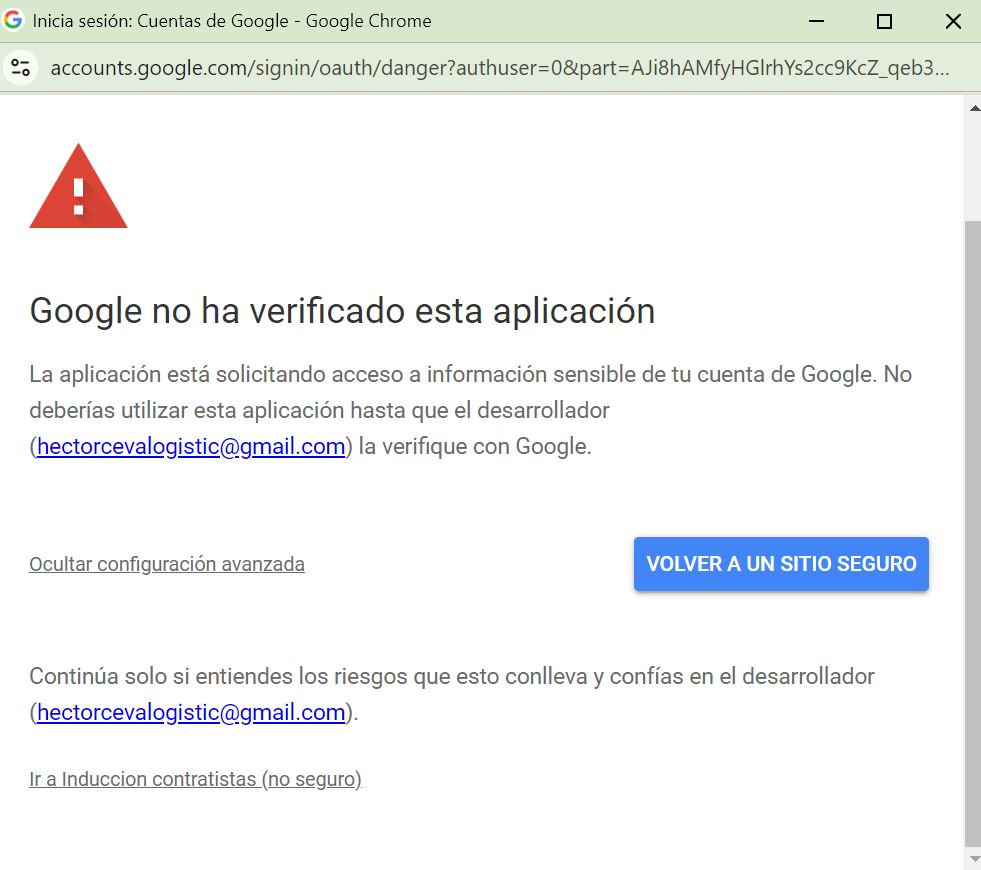 Inicia sesión: Cuentas de Google - Google Chrome
accounts.google.com/signin/oauth/danger?authuser=0&part=AJi8hAMfyHGlrhYs2cc9KcZ_qeb3...
Google no ha verificado esta aplicación
La aplicación está solicitando acceso a información sensible de tu cuenta de Google. No
deberías utilizar esta aplicación hasta que el desarrollador
(hectorcevalogistic@gmail.com) la verifique con Google.
Ocultar configuración avanzada
VOLVER A UN SITIO SEGURO
Continúa solo si entiendes los riesgos que esto conlleva y confías en el desarrollador
(hectorcevalogistic@gmail.com).
Ir a Induccion contratistas (no seguro)